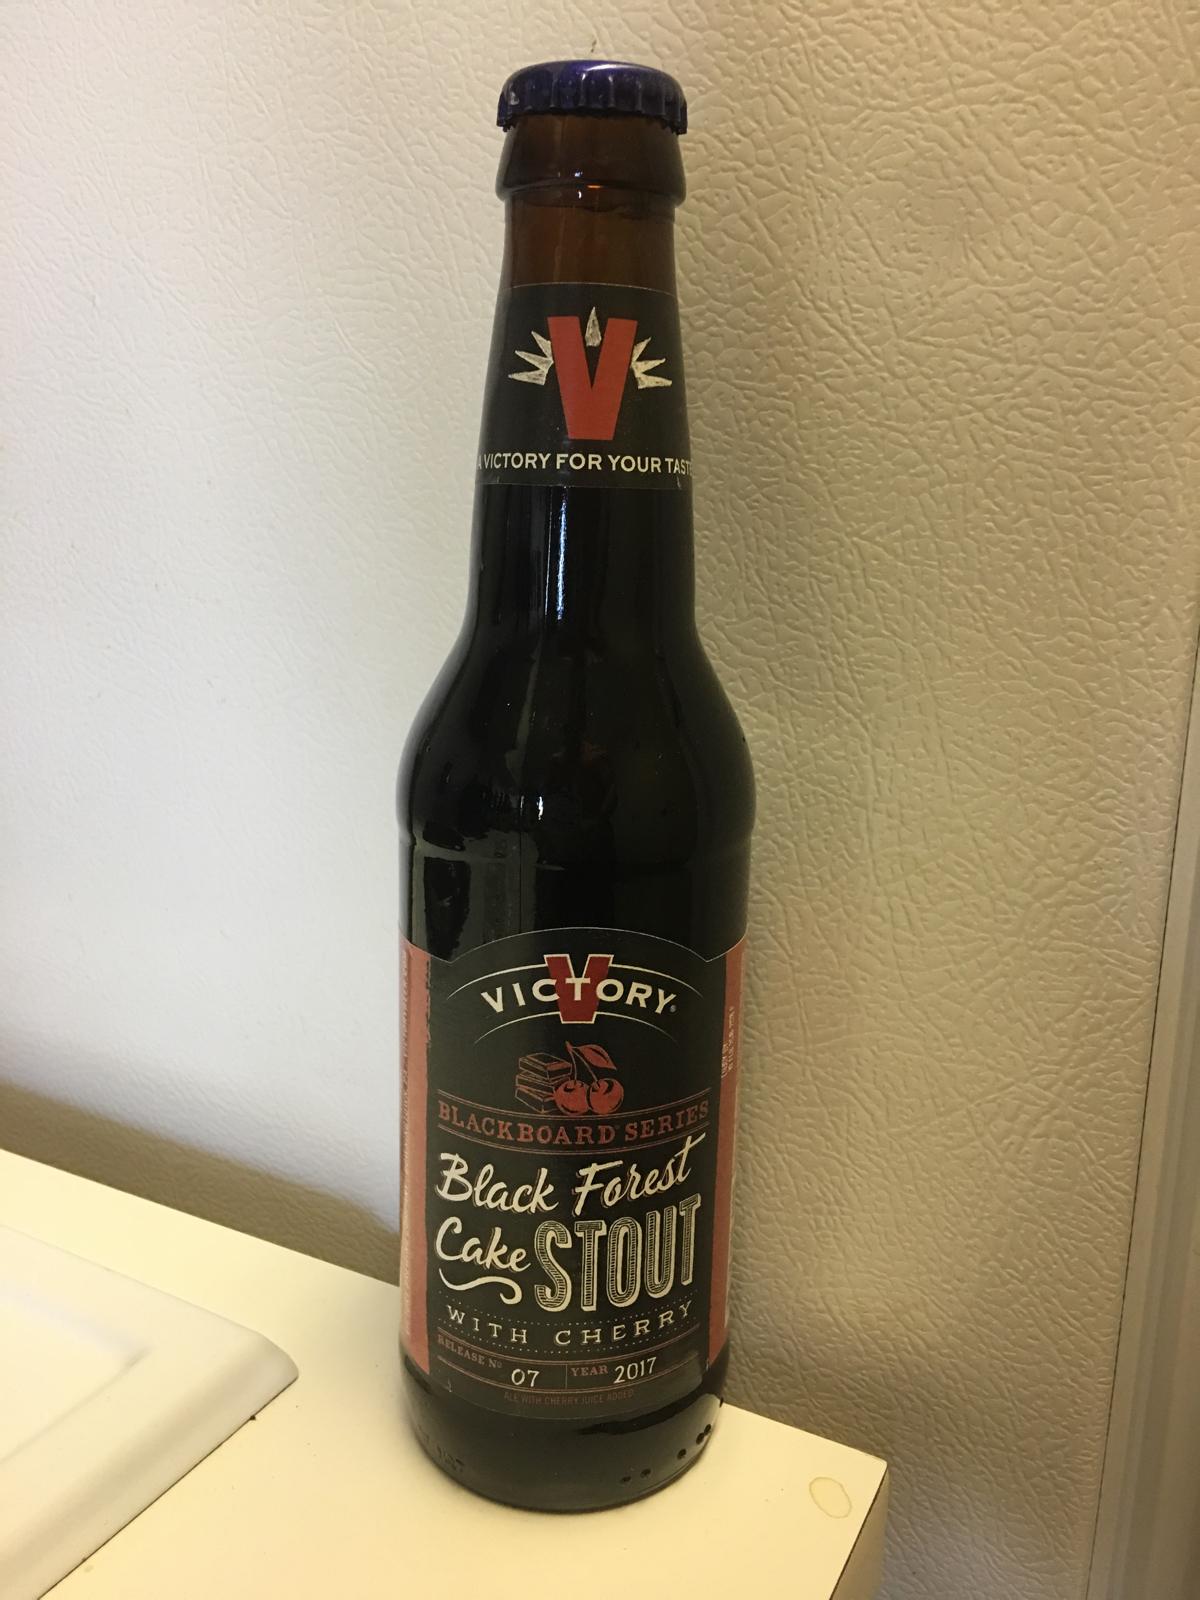 V
A VICTORY FOR YOUR TASTE
VICTORY®
BLACKBOARD SERIES
Black Forest
Cake STOUT
WITH CHERRY
RELEASE Nº 07 YEAR 2017
ALE WITH CHERRY JUICE ADDED